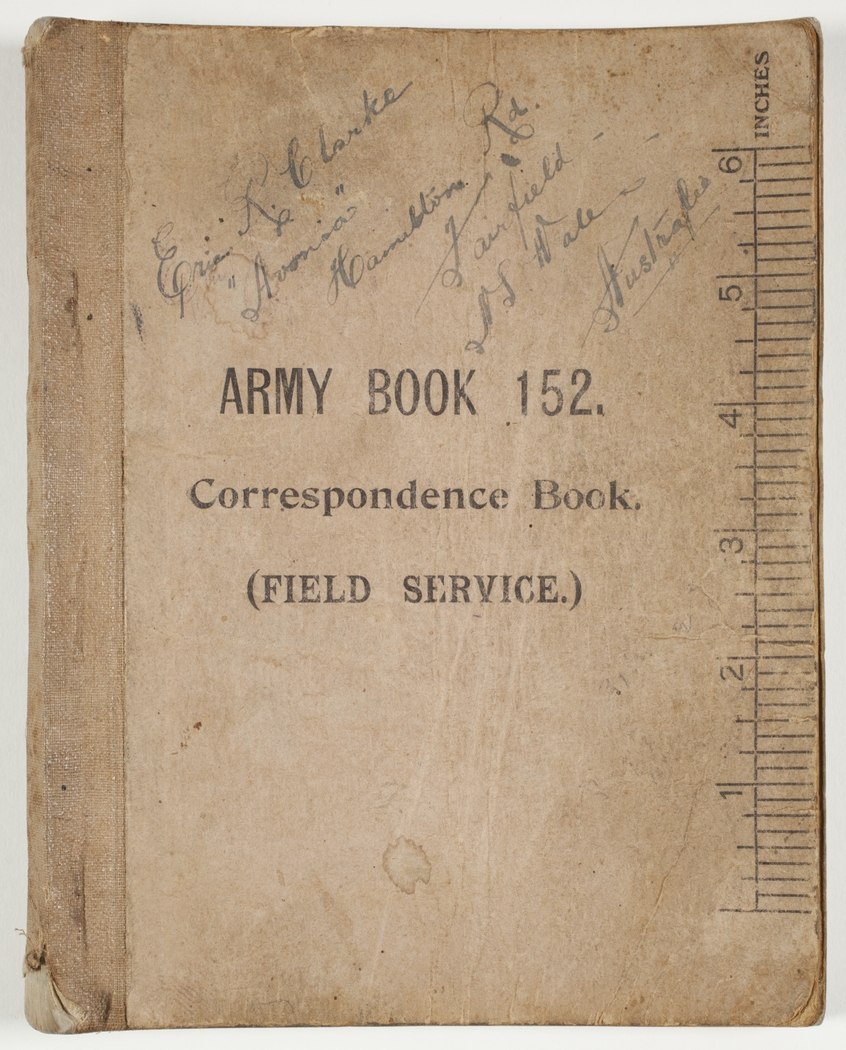 Eric R. Clarke
"Avonia"
Hamilton Rd.
Fairfield -
N S Wales -
Australia
ARMY BOOK 152.
Correspondence Book.
(FIELD SERVICE.)
INCHES
6
5
4
3
2
1